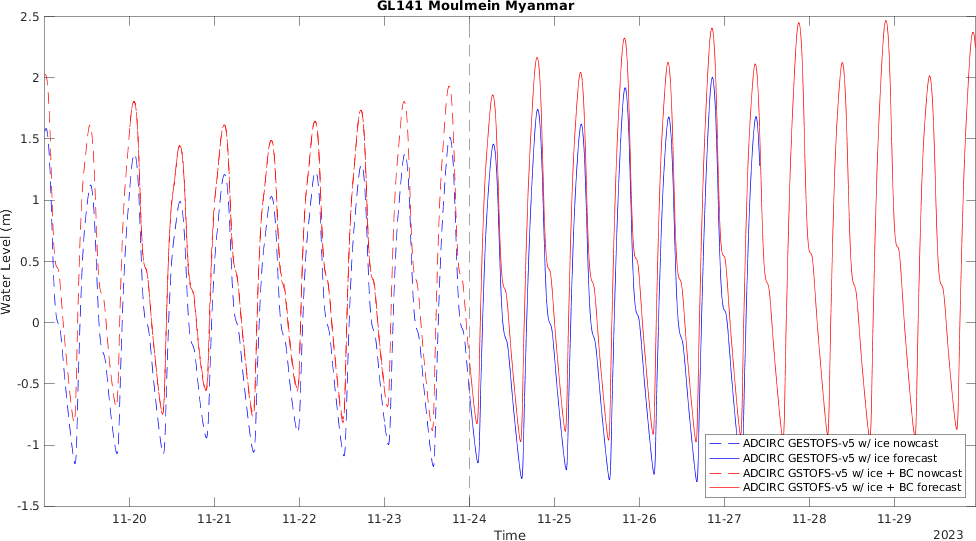 GL141 Moulmein Myanmar
2.5
2
1.5
1
0.5
0
-0.5
-1
-1.5
Water Level (m)
ADCIRC GESTOFS-v5 w/ ice nowcast
ADCIRC GESTOFS-v5 w/ ice forecast
ADCIRC GSTOFS-v5 w/ ice + BC nowcast
ADCIRC GSTOFS-v5 w/ ice + BC forecast
11-20 11-21 11-22 11-23 11-24 11-25 11-26 11-27 11-28 11-29
Time
2023